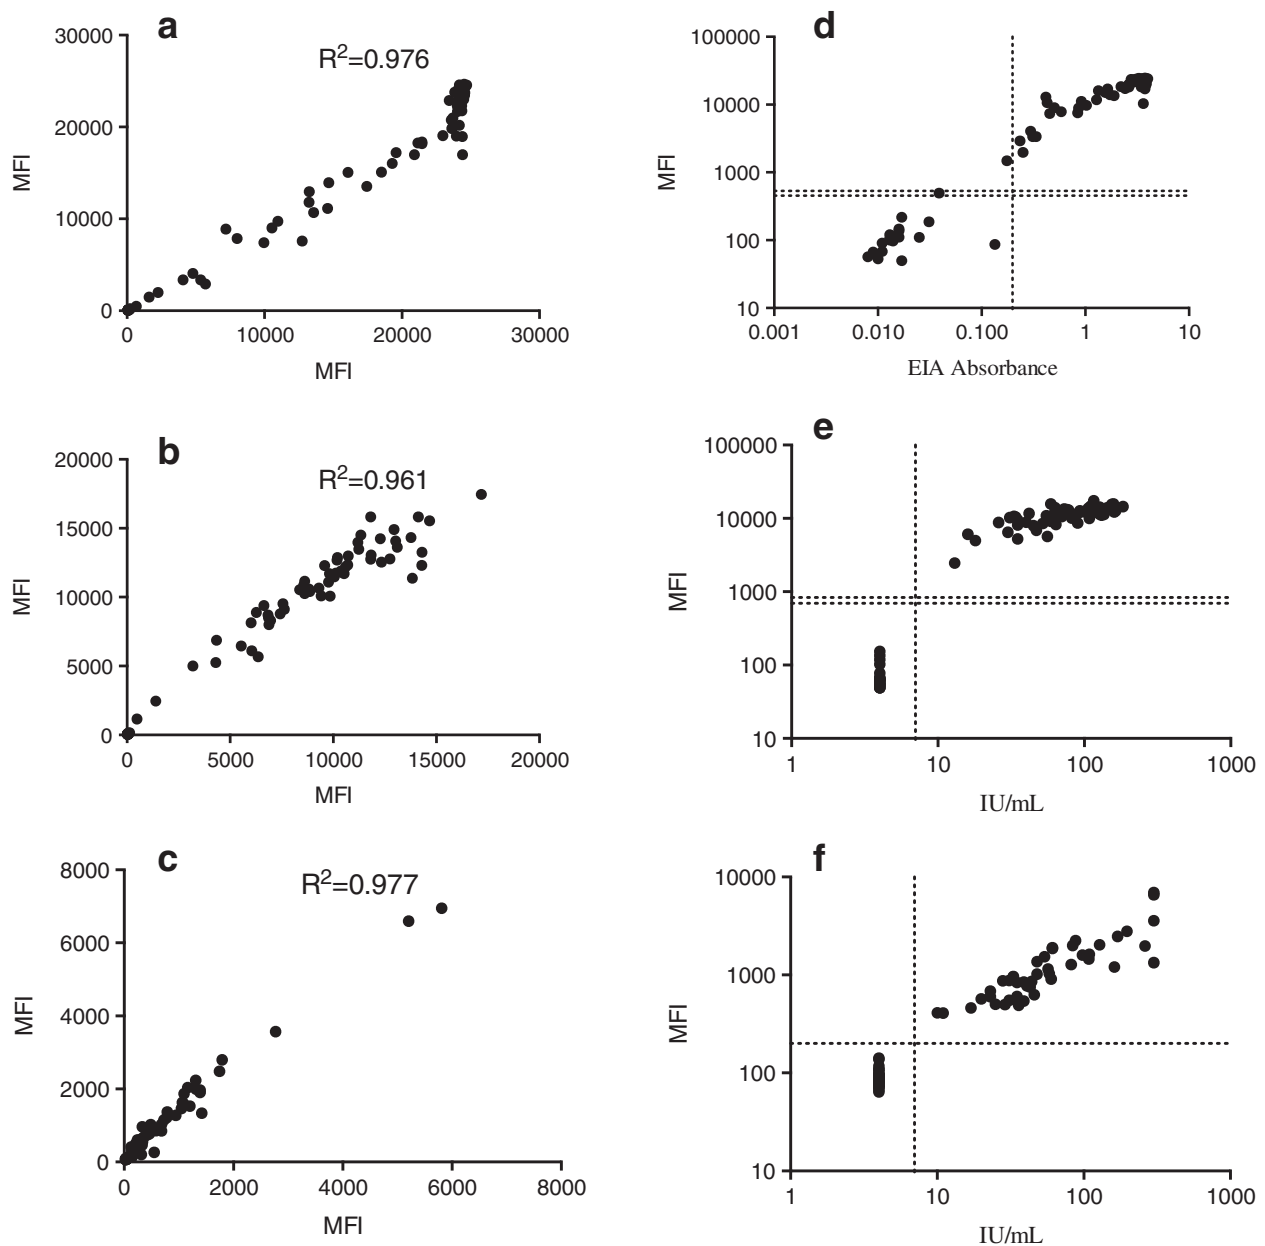 a
R²=0.976
30000
20000
10000
0
MFI
0 10000 20000 30000
MFI
b
R²=0.961
20000
15000
10000
5000
0
MFI
0 5000 10000 15000 20000
MFI
c
R²=0.977
8000
6000
4000
2000
0
MFI
0 2000 4000 6000 8000
MFI
d
100000
10000
1000
100
10
MFI
0.001 0.010 0.100 1 10
EIA Absorbance
e
100000
10000
1000
100
10
MFI
1 10 100 1000
IU/mL
f
10000
1000
100
10
MFI
1 10 100 1000
IU/mL